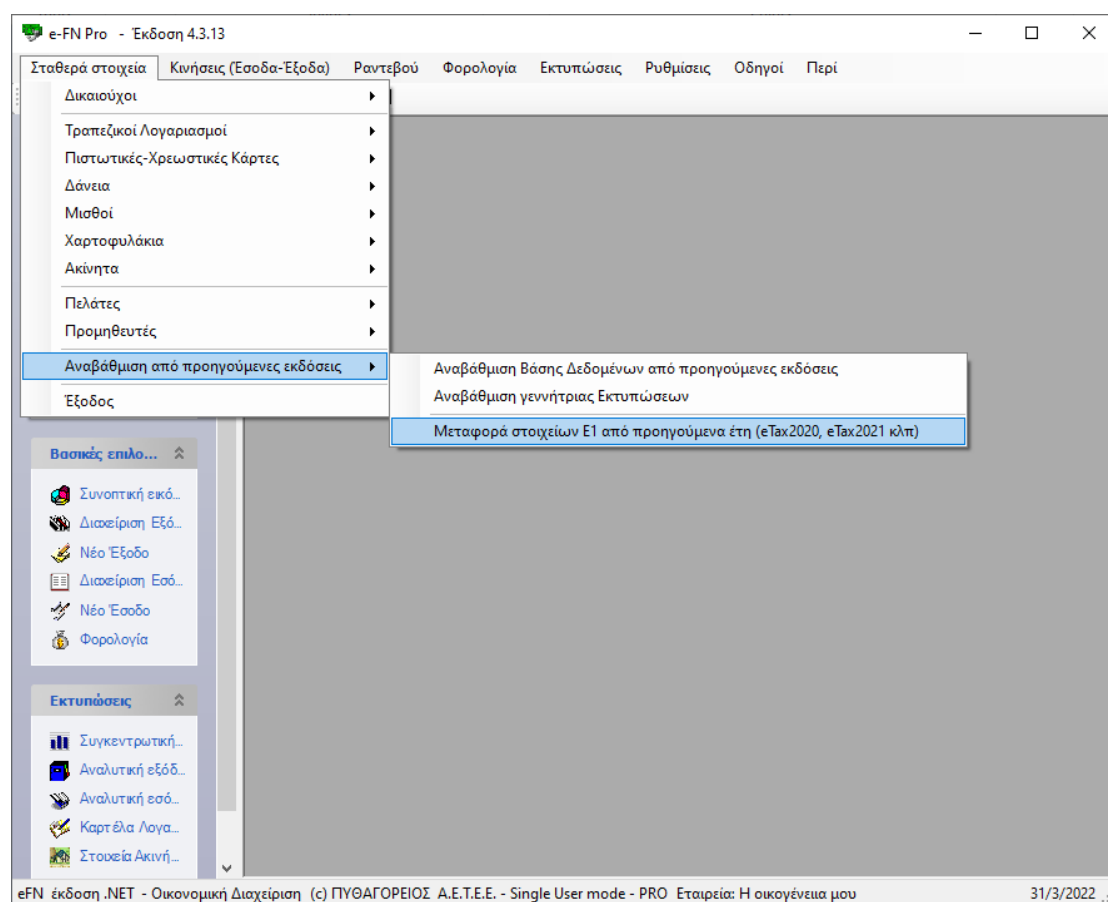 e-FN Pro - Έκδοση 4.3.13
Σταθερά στοιχεία Κινήσεις (Έσοδα-Έξοδα) Ραντεβού Φορολογία Εκτυπώσεις Ρυθμίσεις Οδηγοί Περί
Δικαιούχοι
Τραπεζικοί Λογαριασμοί
Πιστωτικές-Χρεωστικές Κάρτες
Δάνεια
Μισθοί
Χαρτοφυλάκια
Ακίνητα
Πελάτες
Προμηθευτές
Αναβάθμιση από προηγούμενες εκδόσεις
Έξοδος
Αναβάθμιση Βάσης Δεδομένων από προηγούμενες εκδόσεις
Αναβάθμιση γεννήτριας Εκτυπώσεων
Μεταφορά στοιχείων Ε1 από προηγούμενα έτη (eTax2020, eTax2021 κλπ)
Βασικές επιλο...
Συνοπτική εικό...
Διαχείριση Εξό...
Νέο Έξοδο
Διαχείριση Εσό...
Νέο Έσοδο
Φορολογία
Εκτυπώσεις
Συγκεντρωτική...
Αναλυτική εξόδ...
Αναλυτική εσό...
Καρτέλα Λογα...
Στοιχεία Ακινή...
eFN έκδοση .NET - Οικονομική Διαχείριση (c) ΠΥΘΑΓΟΡΕΙΟΣ Α.Ε.Τ.Ε.Ε. - Single User mode - PRO Εταιρεία: Η οικογένειια μου 31/3/2022